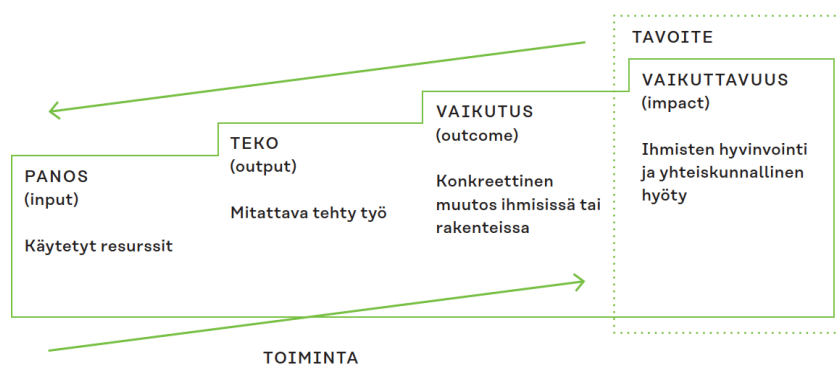 TAVOITE
VAIKUTTAVUUS
(impact)
Ihmisten hyvinvointi
ja yhteiskunnallinen
hyöty
VAIKUTUS
(outcome)
Konkreettinen
muutos ihmisissä tai
rakenteissa
TEKO
(output)
Mitattava tehty työ
PANOS
(input)
Käytetyt resurssit
TOIMINTA